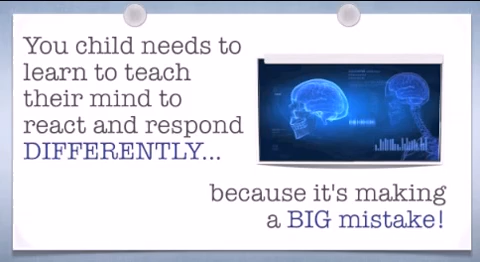 You child needs to
learn to teach
their mind to
react and respond
DIFFERENTLY...
because it's making
a BIG mistake!